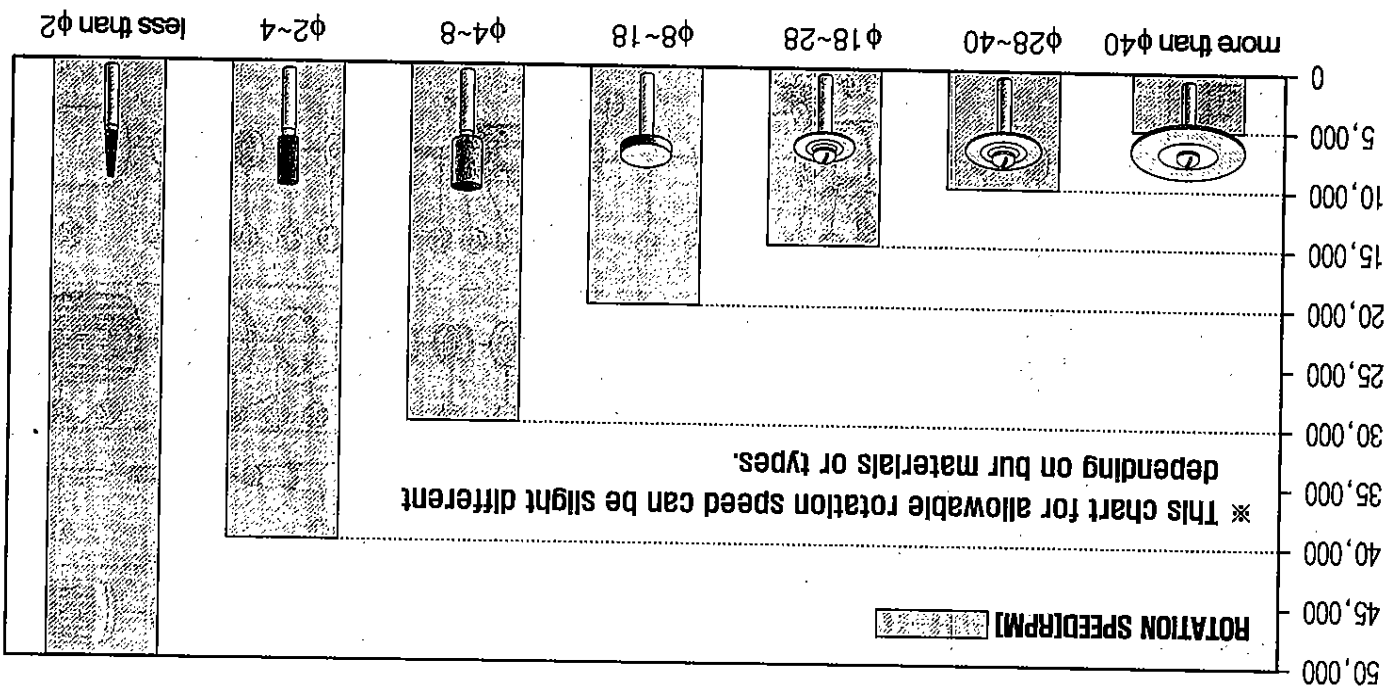 50,000
45,000
40,000
35,000
30,000
25,000
20,000
15,000
10,000
5,000
0
ROTATION SPEED[RPM]
※ This chart for allowable rotation speed can be slight different
depending on bur materials or types.
more than ϕ40
ϕ28~40
ϕ18~28
ϕ8~18
ϕ4~8
ϕ2~4
less than ϕ2